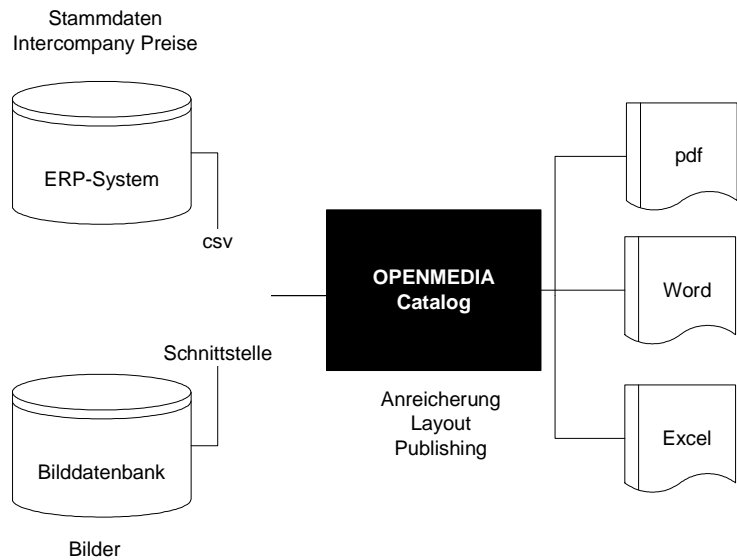 Stammdaten
Intercompany Preise
ERP-System
csv
Schnittstelle
Bilddatenbank
Bilder
OPENMEDIA
Catalog
Anreicherung
Layout
Publishing
pdf
Word
Excel